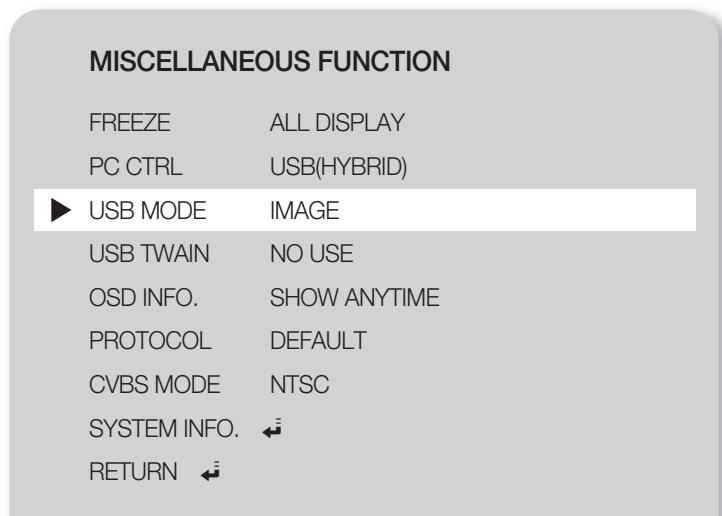 MISCELLANEOUS FUNCTION
FREEZE ALL DISPLAY
PC CTRL USB(HYBRID)
USB MODE IMAGE
USB TWAIN NO USE
OSD INFO. SHOW ANYTIME
PROTOCOL DEFAULT
CVBS MODE NTSC
SYSTEM INFO.
RETURN